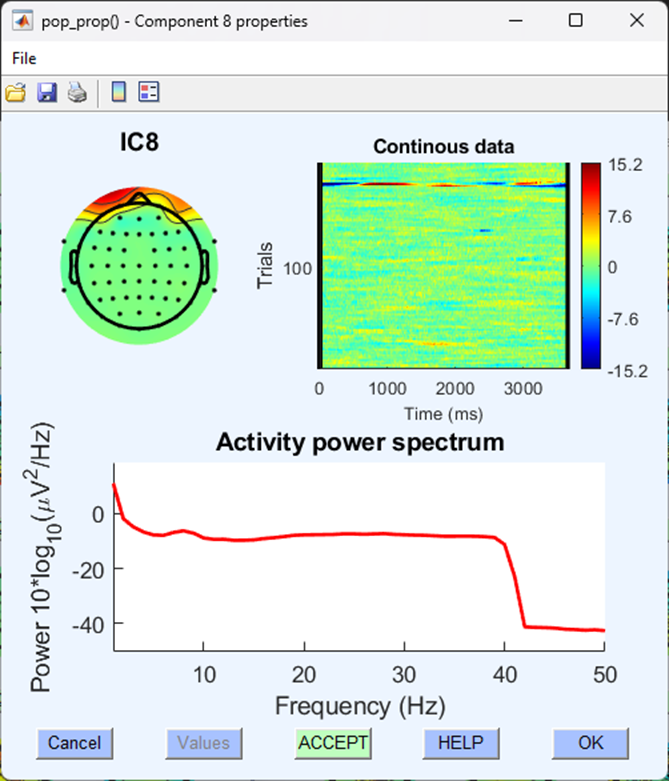 pop_prop() - Component 8 properties
File
IC8
Continous data
Trials
100
0
1000
2000
3000
Time (ms)
15.2
7.6
0
-7.6
-15.2
Activity power spectrum
Power 10*log10(μV2/Hz)
0
-20
-40
10
20
30
40
50
Frequency (Hz)
Cancel
Values
ACCEPT
HELP
OK